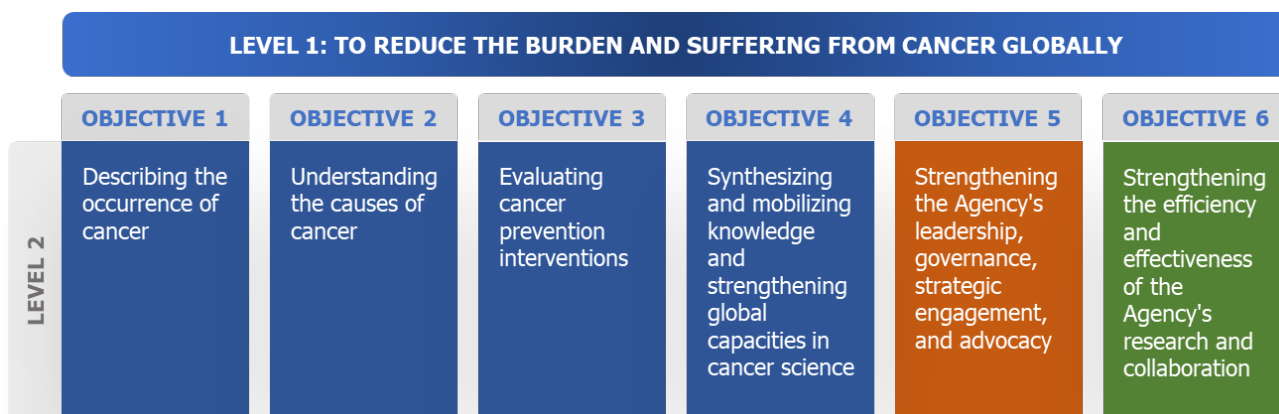 LEVEL 1: TO REDUCE THE BURDEN AND SUFFERING FROM CANCER GLOBALLY
LEVEL 2
OBJECTIVE 1
Describing the
occurrence of
cancer
OBJECTIVE 2
Understanding
the causes of
cancer
OBJECTIVE 3
Evaluating
cancer
prevention
interventions
OBJECTIVE 4
Synthesizing
and mobilizing
knowledge
and
strengthening
global
capacities in
cancer science
OBJECTIVE 5
Strengthening
the Agency's
leadership,
governance,
strategic
engagement,
and advocacy
OBJECTIVE 6
Strengthening
the efficiency
and
effectiveness
of the
Agency's
research and
collaboration